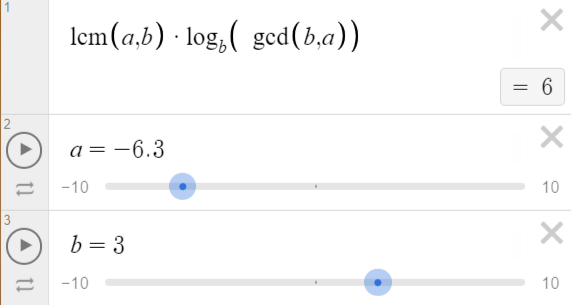 1
lcm(a,b) · log_b( gcd(b,a))
= 6
2
a = −6.3
−10 10
3
b = 3
−10 10